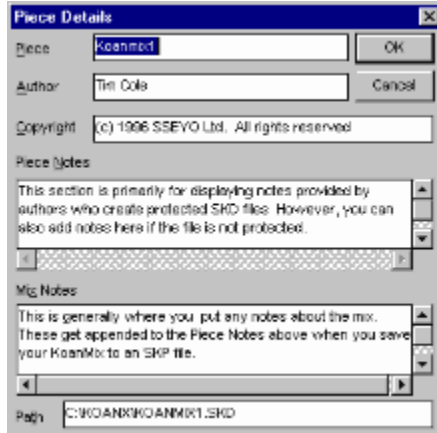 Piece Details
Piece
Koanmix1
OK
Author
Tim Cole
Cancel
Copyright
(c) 1996 SSEYO Ltd. All rights reserved
Piece Notes
This section is primarily for displaying notes provided by
authors who create protected SKD files. However, you can
also add notes here if the file is not protected.
Mix Notes
This is generally where you put any notes about the mix.
These get appended to the Piece Notes above when you save
your KoanMix to an SKP file.
Path
C:\KOANX\KOANMIX1.SKD